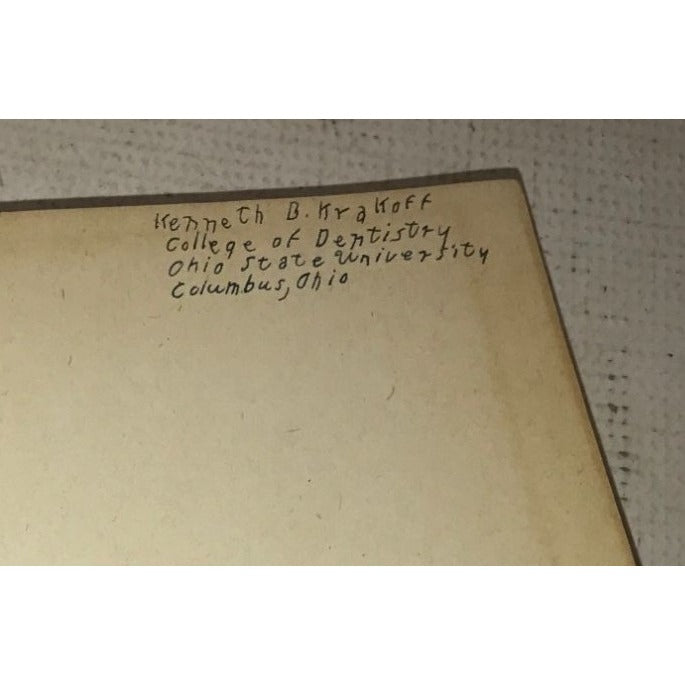 Kenneth B. Krakoff
College of Dentistry
Ohio State University
Columbus, Ohio